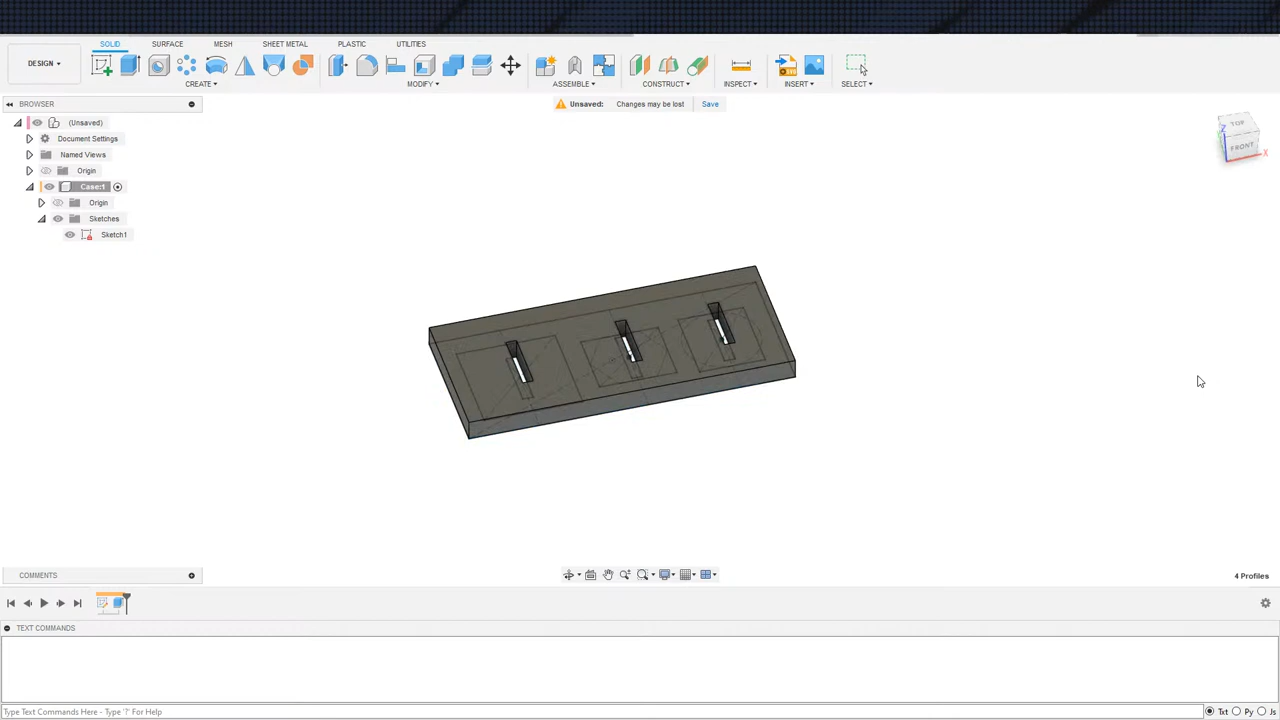 SOLID SURFACE MESH SHEET METAL PLASTIC UTILITIES
DESIGN
CREATE MODIFY ASSEMBLE CONSTRUCT INSPECT INSERT SELECT
BROWSER
Unsaved: Changes may be lost Save
(Unsaved)
Document Settings
Named Views
Origin
Case:1
Origin
Sketches
Sketch1
TOP
FRONT
Z
X
COMMENTS
4 Profiles
TEXT COMMANDS
Type Text Commands Here - Type '?' For Help
Txt Py Js